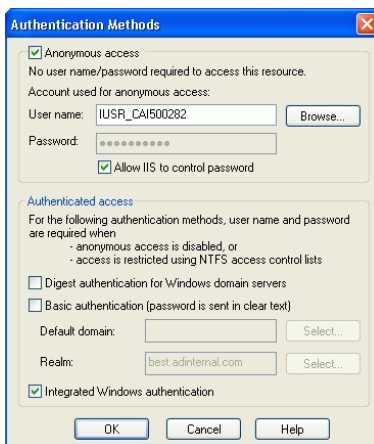 Authentication Methods
Anonymous access
No user name/password required to access this resource.
Account used for anonymous access:
User name: IUSR_CAI500282 Browse...
Password: ••••••••••
Allow IIS to control password
Authenticated access
For the following authentication methods, user name and password
are required when
- anonymous access is disabled, or
- access is restricted using NTFS access control lists
Digest authentication for Windows domain servers
Basic authentication (password is sent in clear text)
Default domain: Select...
Realm: best.adinternal.com Select...
Integrated Windows authentication
OK Cancel Help